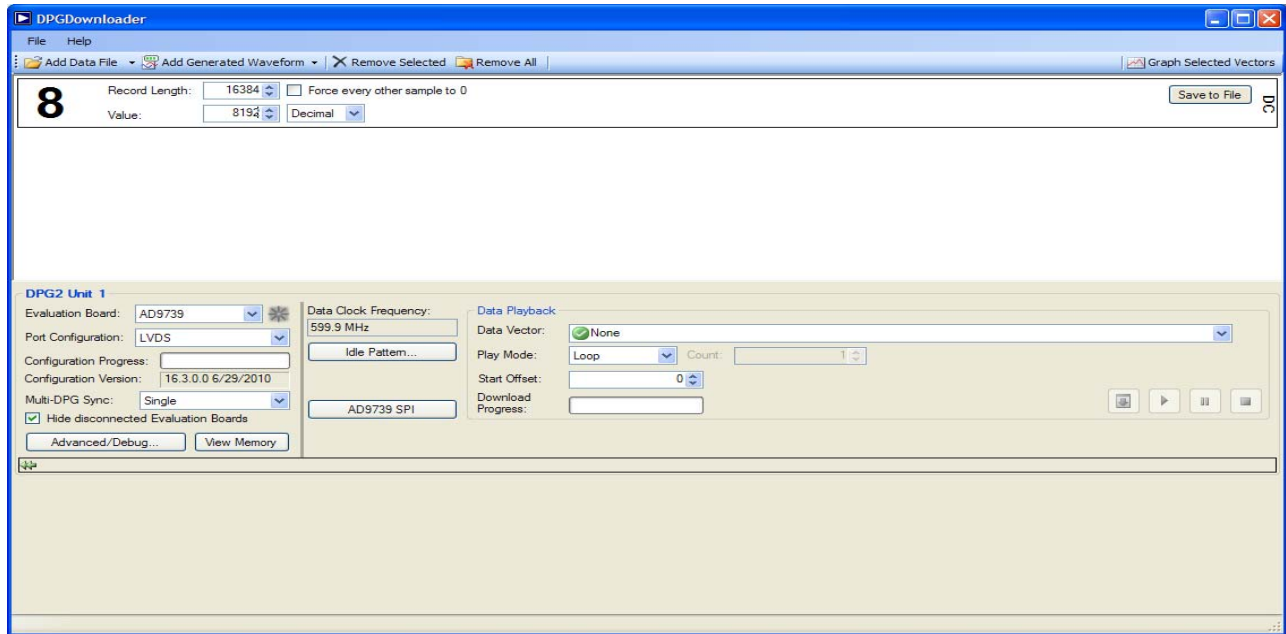 DPGDownloader
File Help
Add Data File Add Generated Waveform Remove Selected Remove All Graph Selected Vectors
8 Record Length: 16384 Force every other sample to 0 Save to File DC
Value: 8192 Decimal
DPG2 Unit 1
Evaluation Board: AD9739 Data Clock Frequency: Data Playback
599.9 MHz Data Vector: None
Port Configuration: LVDS Idle Pattern... Play Mode: Loop Count: 1
Configuration Progress:
Configuration Version: 16.3.0.0 6/29/2010 Start Offset: 0
Multi-DPG Sync: Single AD9739 SPI Download Progress:
Hide disconnected Evaluation Boards
Advanced/Debug... View Memory